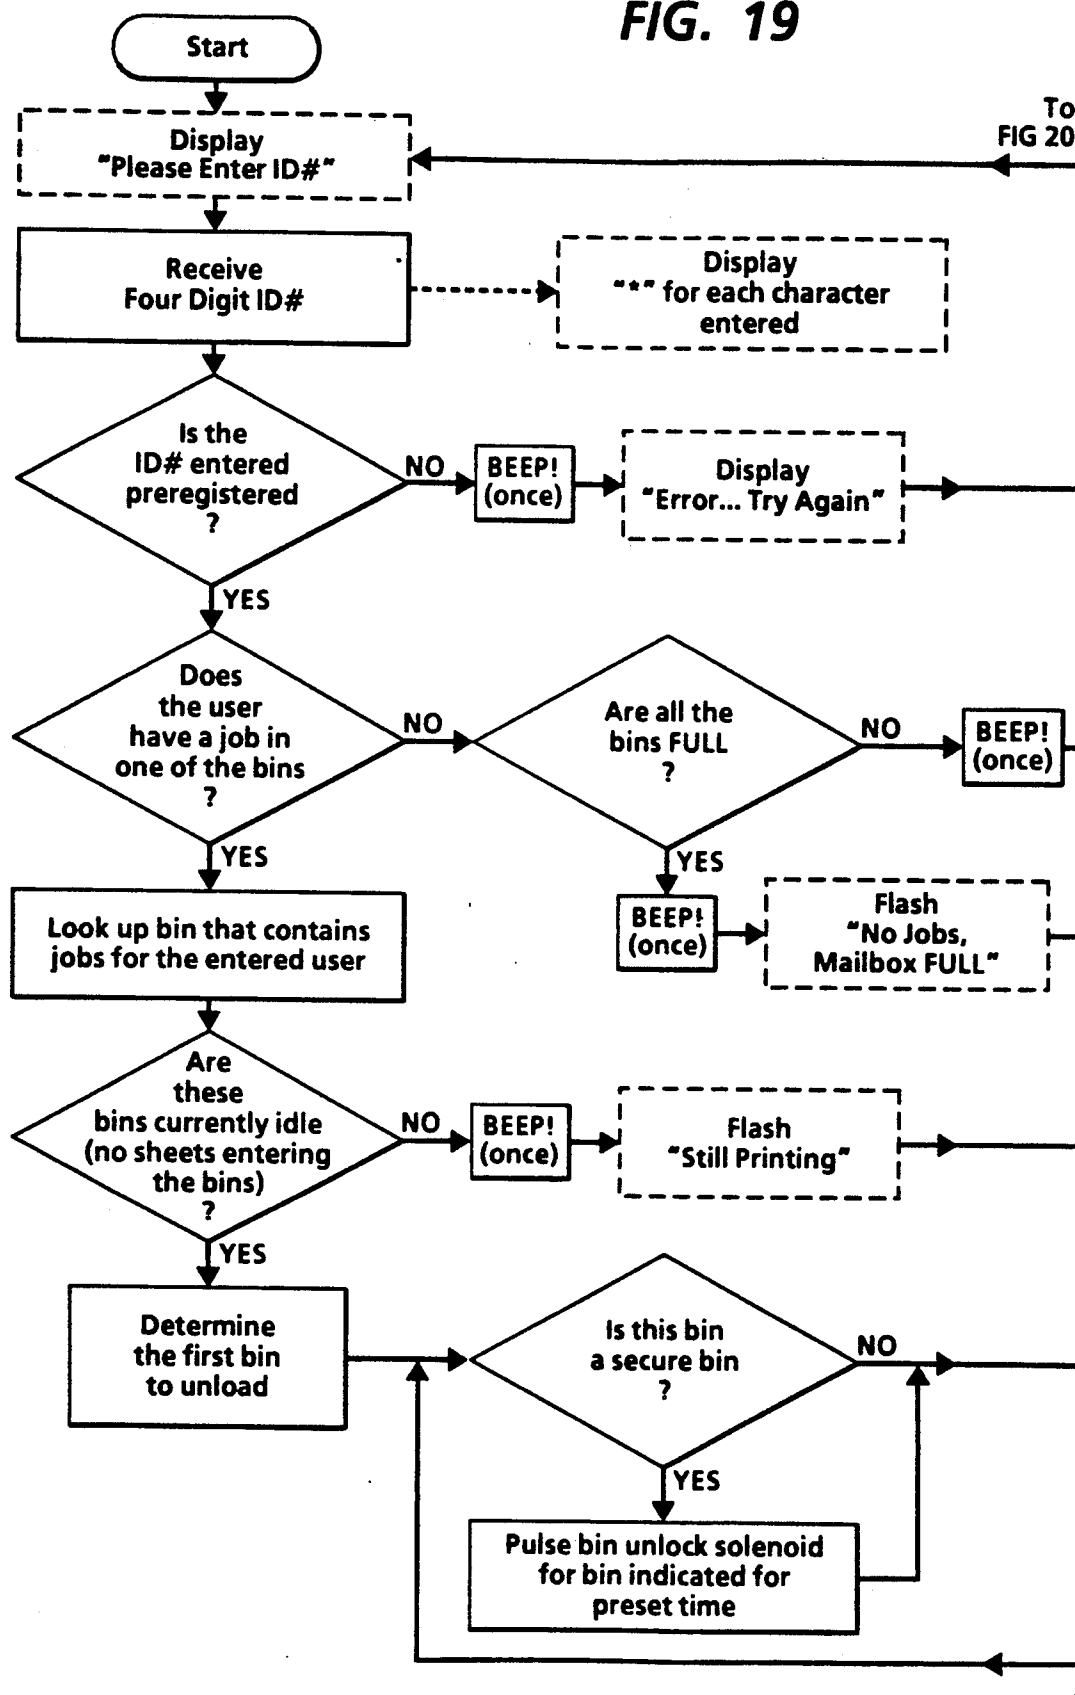 FIG. 19
Start
To
FIG 20
Display
"Please Enter ID#"
Receive
Four Digit ID#
Display
"*" for each character
entered
Is the
ID# entered
preregistered
?
NO
BEEP!
(once)
Display
"Error... Try Again"
YES
Does
the user
have a job in
one of the bins
?
NO
Are all the
bins FULL
?
NO
BEEP!
(once)
YES
YES
BEEP!
(once)
Flash
"No Jobs,
Mailbox FULL"
Look up bin that contains
jobs for the entered user
Are
these
bins currently idle
(no sheets entering
the bins)
?
NO
BEEP!
(once)
Flash
"Still Printing"
YES
Determine
the first bin
to unload
Is this bin
a secure bin
?
NO
YES
Pulse bin unlock solenoid
for bin indicated for
preset time